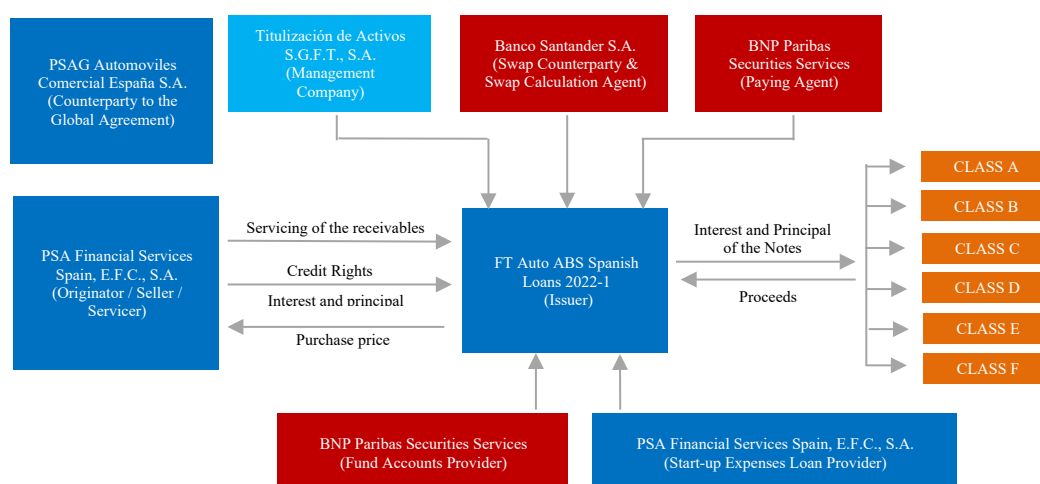 PSAG Automoviles
Comercial España S.A.
(Counterparty to the
Global Agreement)
Titulización de Activos
S.G.F.T., S.A.
(Management
Company)
Banco Santander S.A.
(Swap Counterparty &
Swap Calculation Agent)
BNP Paribas
Securities Services
(Paying Agent)
PSA Financial Services
Spain, E.F.C., S.A.
(Originator / Seller /
Servicer)
Servicing of the receivables
Credit Rights
Interest and principal
Purchase price
FT Auto ABS Spanish
Loans 2022-1
(Issuer)
Interest and Principal
of the Notes
Proceeds
CLASS A
CLASS B
CLASS C
CLASS D
CLASS E
CLASS F
BNP Paribas Securities Services
(Fund Accounts Provider)
PSA Financial Services Spain, E.F.C., S.A.
(Start-up Expenses Loan Provider)